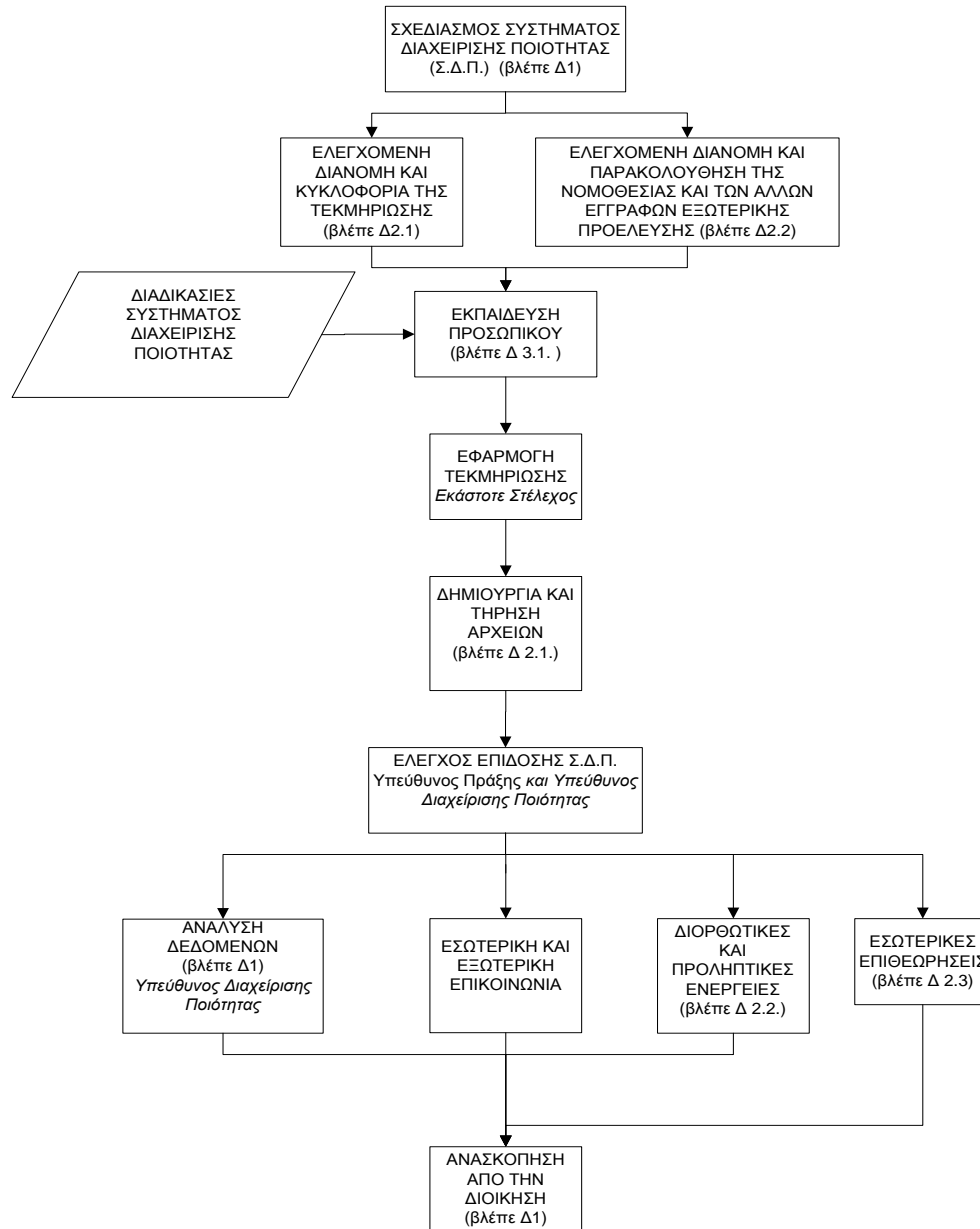 ΣΧΕΔΙΑΣΜΟΣ ΣΥΣΤΗΜΑΤΟΣ
ΔΙΑΧΕΙΡΙΣΗΣ ΠΟΙΟΤΗΤΑΣ
(Σ.Δ.Π.) (βλέπε Δ1)
ΕΛΕΓΧΟΜΕΝΗ
ΔΙΑΝΟΜΗ ΚΑΙ
ΚΥΚΛΟΦΟΡΙΑ ΤΗΣ
ΤΕΚΜΗΡΙΩΣΗΣ
(βλέπε Δ2.1)
ΕΛΕΓΧΟΜΕΝΗ ΔΙΑΝΟΜΗ ΚΑΙ
ΠΑΡΑΚΟΛΟΥΘΗΣΗ ΤΗΣ
ΝΟΜΟΘΕΣΙΑΣ ΚΑΙ ΤΩΝ ΑΛΛΩΝ
ΕΓΓΡΑΦΩΝ ΕΞΩΤΕΡΙΚΗΣ
ΠΡΟΕΛΕΥΣΗΣ (βλέπε Δ2.2)
ΔΙΑΔΙΚΑΣΙΕΣ
ΣΥΣΤΗΜΑΤΟΣ
ΔΙΑΧΕΙΡΙΣΗΣ
ΠΟΙΟΤΗΤΑΣ
ΕΚΠΑΙΔΕΥΣΗ
ΠΡΟΣΩΠΙΚΟΥ
(βλέπε Δ 3.1. )
ΕΦΑΡΜΟΓΗ
ΤΕΚΜΗΡΙΩΣΗΣ
Εκάστοτε Στέλεχος
ΔΗΜΙΟΥΡΓΙΑ ΚΑΙ
ΤΗΡΗΣΗ
ΑΡΧΕΙΩΝ
(βλέπε Δ 2.1.)
ΕΛΕΓΧΟΣ ΕΠΙΔΟΣΗΣ Σ.Δ.Π.
Υπεύθυνος Πράξης και Υπεύθυνος
Διαχείρισης Ποιότητας
ΑΝΑΛΥΣΗ
ΔΕΔΟΜΕΝΩΝ
(βλέπε Δ1)
Υπεύθυνος Διαχείρισης
Ποιότητας
ΕΣΩΤΕΡΙΚΗ ΚΑΙ
ΕΞΩΤΕΡΙΚΗ
ΕΠΙΚΟΙΝΩΝΙΑ
ΔΙΟΡΘΩΤΙΚΕΣ
ΚΑΙ
ΠΡΟΛΗΠΤΙΚΕΣ
ΕΝΕΡΓΕΙΕΣ
(βλέπε Δ 2.2.)
ΕΣΩΤΕΡΙΚΕΣ
ΕΠΙΘΕΩΡΗΣΕΙΣ
(βλέπε Δ 2.3)
ΑΝΑΣΚΟΠΗΣΗ
ΑΠΟ ΤΗΝ
ΔΙΟΙΚΗΣΗ
(βλέπε Δ1)